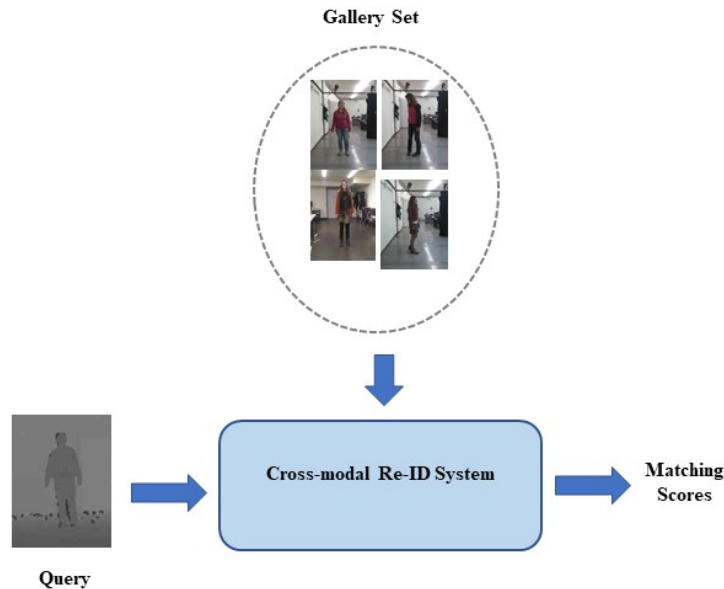 Gallery Set
Cross-modal Re-ID System
Matching
Scores
Query